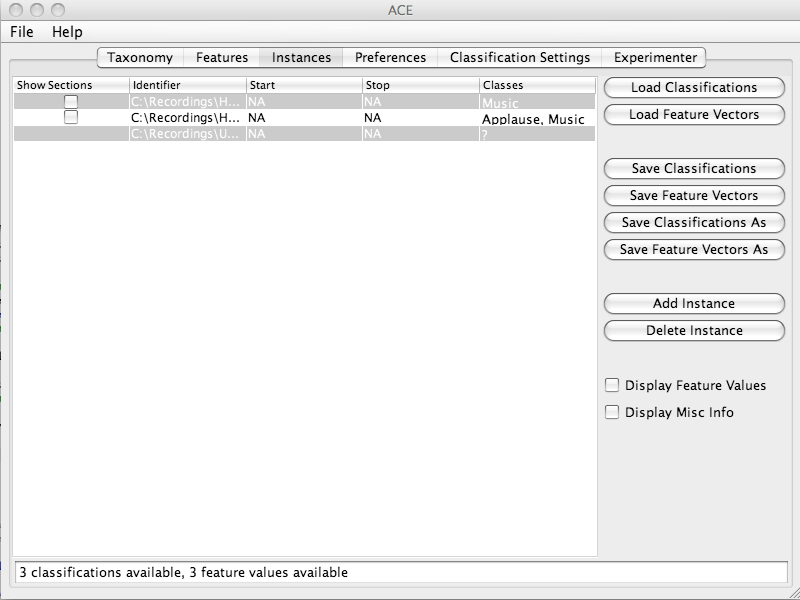 ACE
File Help
Taxonomy Features Instances Preferences Classification Settings Experimenter
Show Sections Identifier Start Stop Classes
C:\Recordings\H... NA NA Music
C:\Recordings\H... NA NA Applause, Music
C:\Recordings\U... NA NA ?
Load Classifications
Load Feature Vectors
Save Classifications
Save Feature Vectors
Save Classifications As
Save Feature Vectors As
Add Instance
Delete Instance
Display Feature Values
Display Misc Info
3 classifications available, 3 feature values available